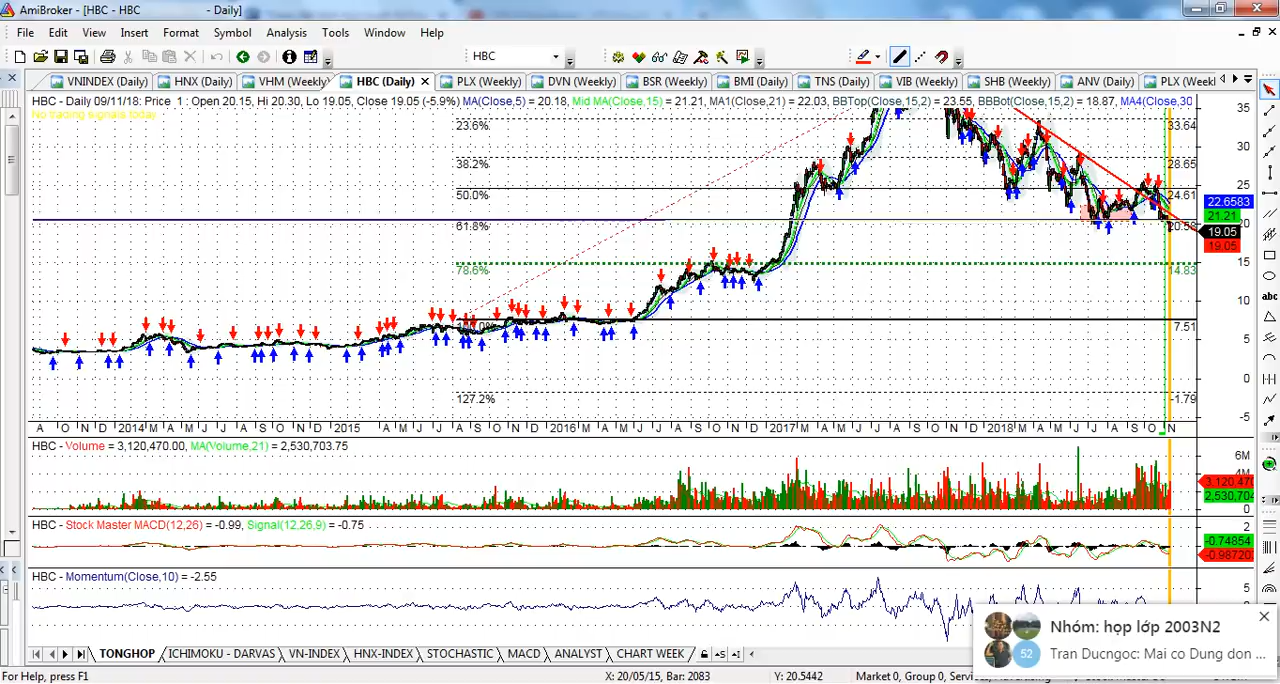 AmiBroker - [HBC - HBC - Daily]
File Edit View Insert Format Symbol Analysis Tools Window Help
HBC
VNINDEX (Daily) HNX (Daily) VHM (Weekly) HBC (Daily) PLX (Weekly) DVN (Weekly) BSR (Weekly) BMI (Daily) TNS (Daily) VIB (Weekly) SHB (Weekly) ANV (Daily) PLX (Weekl
HBC - Daily 09/11/18: Price 1: Open 20.15, Hi 20.30, Lo 19.05, Close 19.05 (-5.9%) MA(Close,5) = 20.15 Mid MA(Close,15) = 21.21, MA1(Close,21) = 22.03, BBTop(Close,15,2) = 23.55, BBBot(Close,15,2) = 18.87, MA4(Close,30
No trading signals today
35
23.6% 33.64
30
38.2% 28.65
50.0% 24.61
25
22.6583
21.21
61.8% 20.58
20
19.05
19.05
78.6% 14.83
15
10
7.51
5
0
127.2% -1.79
-5
A O N D 2014 M A M J J A S O N D 2015 M A M J J A S O N D 2016 M A M J J A S O N D 2017 M A M J J A S O N D 2018 M A M J J A S O N
HBC - Volume = 3,120,470.00, MA(Volume,21) = 2,530,703.75
6M
4M
3,120,470
2,530,704
0
HBC - Stock Master MACD(12,26) = -0.99, Signal(12,26,9) = -0.75
2
-0.74854
-0.98720
HBC - Momentum(Close,10) = -2.55
5
0
Nhóm: họp lớp 2003N2
52 Tran Ducngoc: Mai co Dung don ...
TONGHOP ICHIMOKU - DARVAS VN-INDEX HNX-INDEX STOCHASTIC MACD ANALYST CHART WEEK
For Help, press F1 X: 20/05/15, Bar: 2083 Y: 20.5442 Market 0, Group 0,